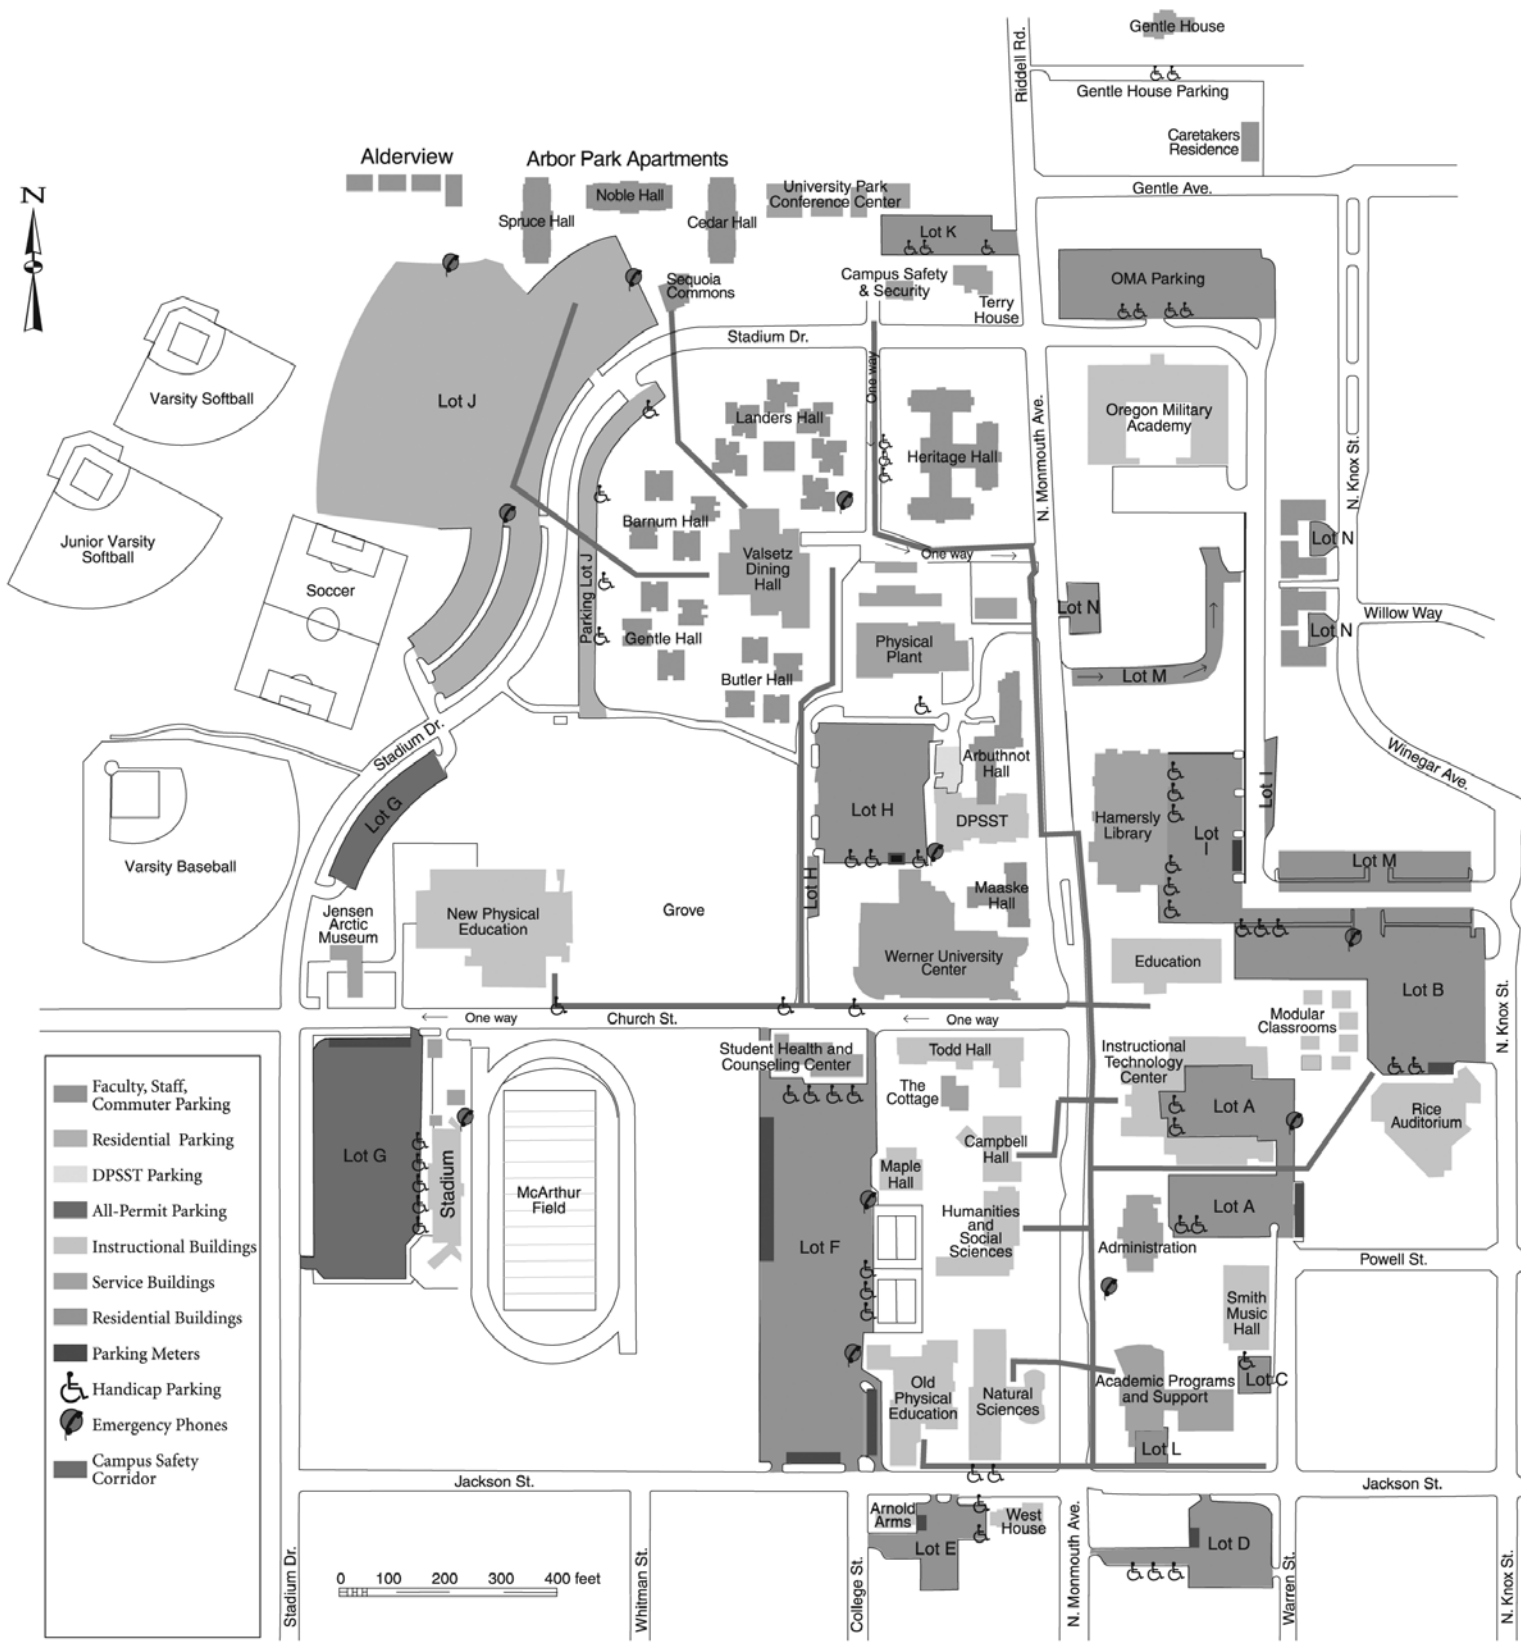 Gentle House
Riddell Rd.
Gentle House Parking
Caretakers
Residence
Gentle Ave.
Alderview
Arbor Park Apartments
Noble Hall
Spruce Hall
Cedar Hall
University Park
Conference Center
Lot K
N
Sequoia
Commons
Campus Safety
& Security
Terry
House
OMA Parking
Stadium Dr.
One way
Varsity Softball
Lot J
Landers Hall
Heritage Hall
N. Monmouth Ave.
Oregon Military
Academy
N. Knox St.
Junior Varsity
Softball
Barnum Hall
Valsetz
Dining
Hall
One way
Lot N
Soccer
Parking Lot J
Gentle Hall
Physical
Plant
Lot N
Lot N
Willow Way
Butler Hall
Lot M
Stadium Dr.
Arbuthnot
Hall
Winegar Ave.
Lot G
Lot H
DPSST
Hamersly
Library
Lot
I
Lot I
Varsity Baseball
Lot M
Lot H
Maaske
Hall
Jensen
Arctic
Museum
New Physical
Education
Grove
Werner University
Center
Education
Lot B
Modular
Classrooms
N. Knox St.
One way
Church St.
One way
Student Health and
Counseling Center
Todd Hall
Instructional
Technology
Center
The
Cottage
Lot A
Rice
Auditorium
Faculty, Staff,
Commuter Parking
Residential Parking
DPSST Parking
All-Permit Parking
Instructional Buildings
Service Buildings
Residential Buildings
Parking Meters
Handicap Parking
Emergency Phones
Campus Safety
Corridor
Lot G
Stadium
McArthur
Field
Campbell
Hall
Maple
Hall
Lot F
Humanities
and
Social
Sciences
Lot A
Administration
Powell St.
Smith
Music
Hall
Old
Physical
Education
Natural
Sciences
Academic Programs
and Support
Lot C
Lot L
Jackson St.
Jackson St.
Arnold
Arms
West
House
Lot E
Lot D
0 100 200 300 400 feet
Stadium Dr.
Whitman St.
College St.
N. Monmouth Ave.
Warren St.
N. Knox St.